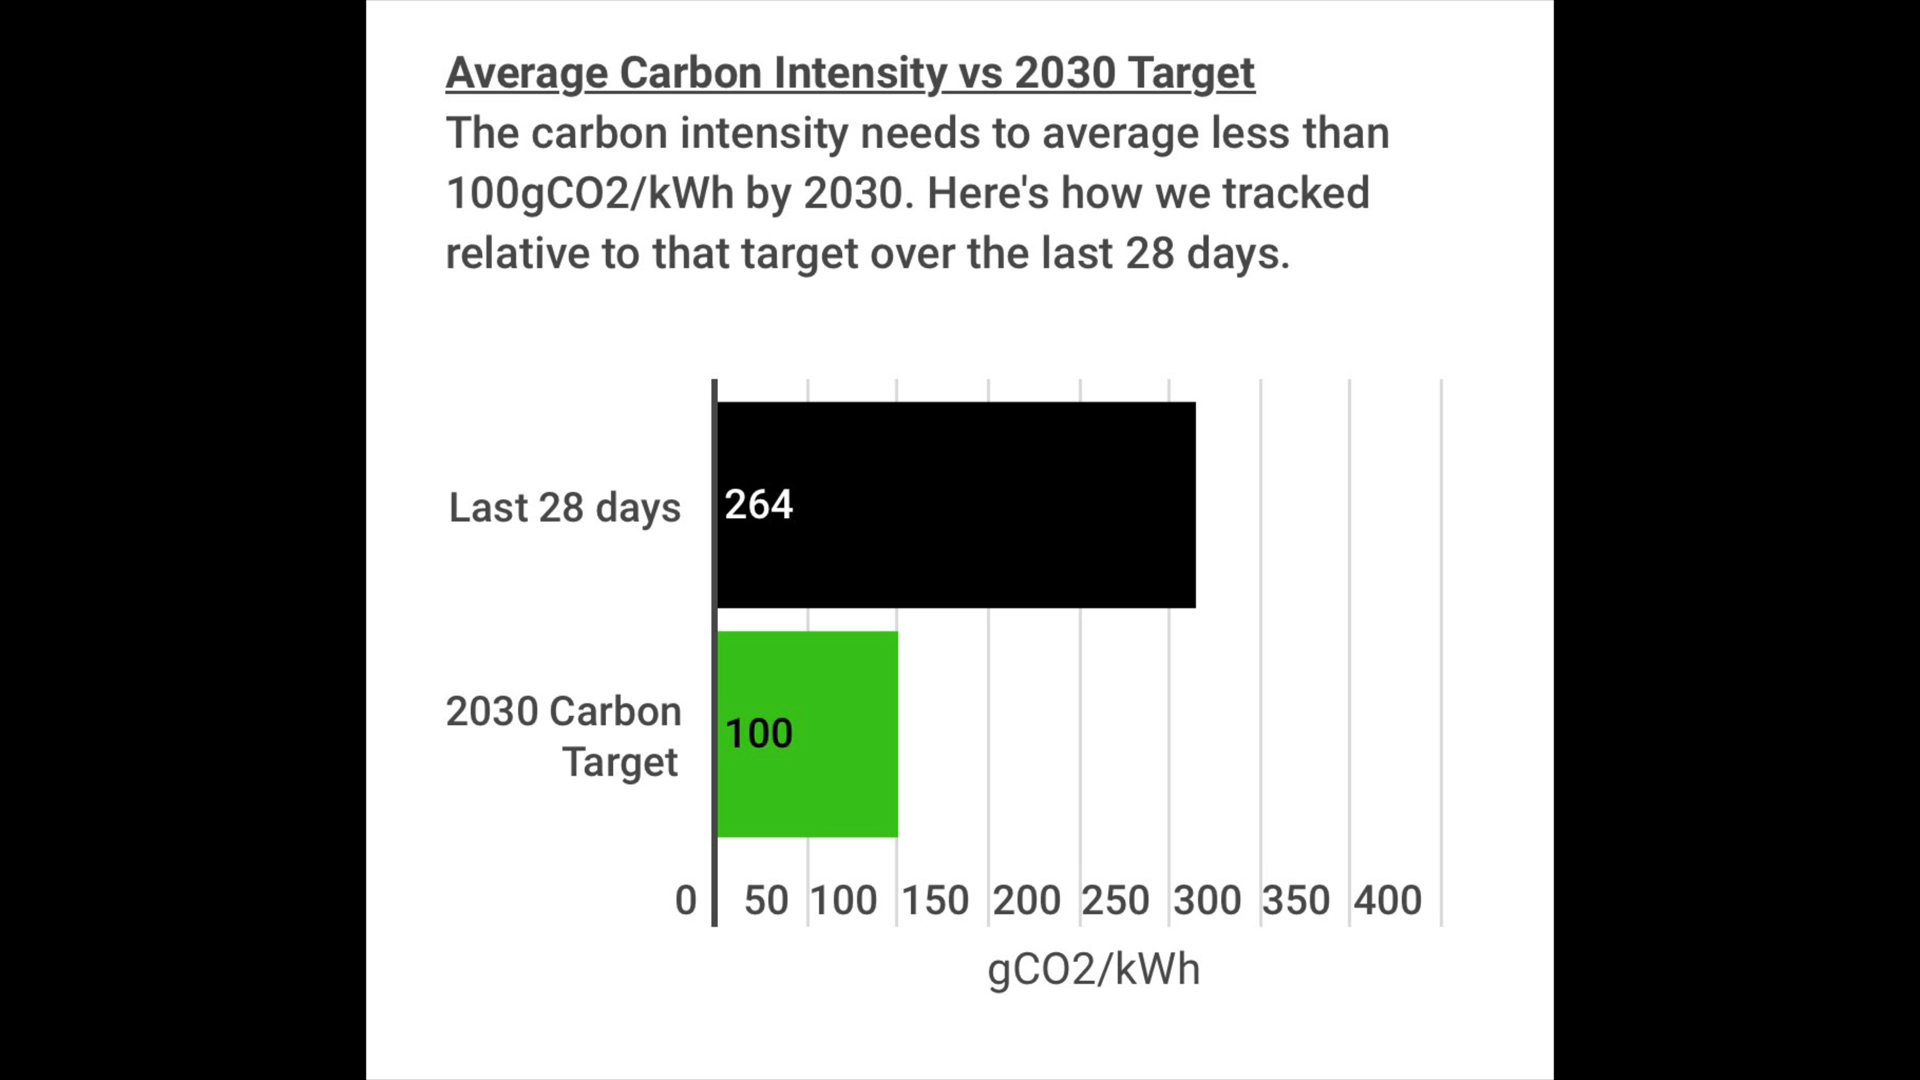 Average Carbon Intensity vs 2030 Target
The carbon intensity needs to average less than
100gCO2/kWh by 2030. Here's how we tracked
relative to that target over the last 28 days.
Last 28 days
264
2030 Carbon
Target
100
0 50 100 150 200 250 300 350 400
gCO2/kWh